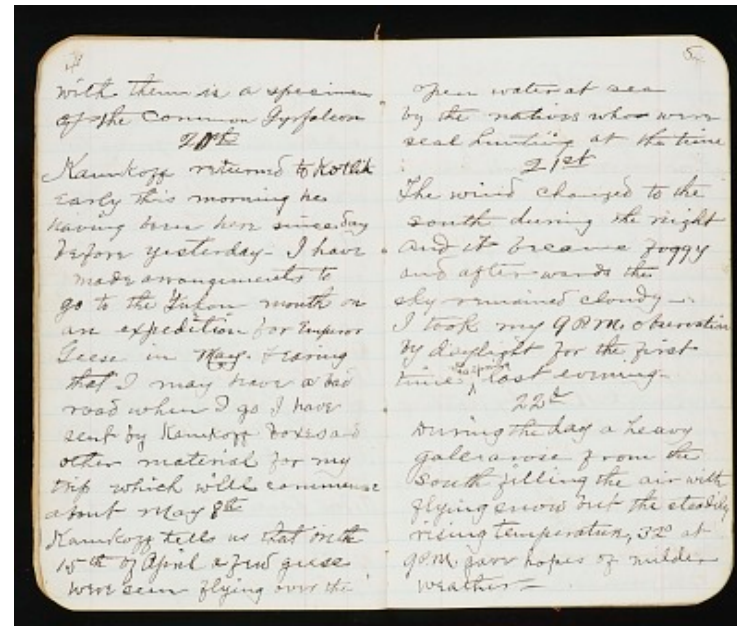 with them is a specimen
of the Common Gyrfalcon
20th
Kamkoff returned to Kotlik
early this morning he
having been here since day
before yesterday - I have
made arrangements to
go to the Yukon mouth on
an expedition for Emperor
Geese in May. Fearing
that I may have a bad
road when I go I have
sent by Kamkoff boxes and
other material for my
trip which will commence
about May 8th
Kamkoff tells us that on the
15th of April a few geese
were seen flying over the
5
open water at sea
by the natives who were
seal hunting at the time
21st
The wind changed to the
south during the night
and it became foggy
and after-wards the
sky remained cloudy -
I took my 9 P.M. observation
by daylight for the first
time, last evening -
22d
During the day a heavy
gale arose from the
south filling the air with
flying snow but the steadily
rising temperature, 32° at
9 P.M. gave hopes of milder
weather -